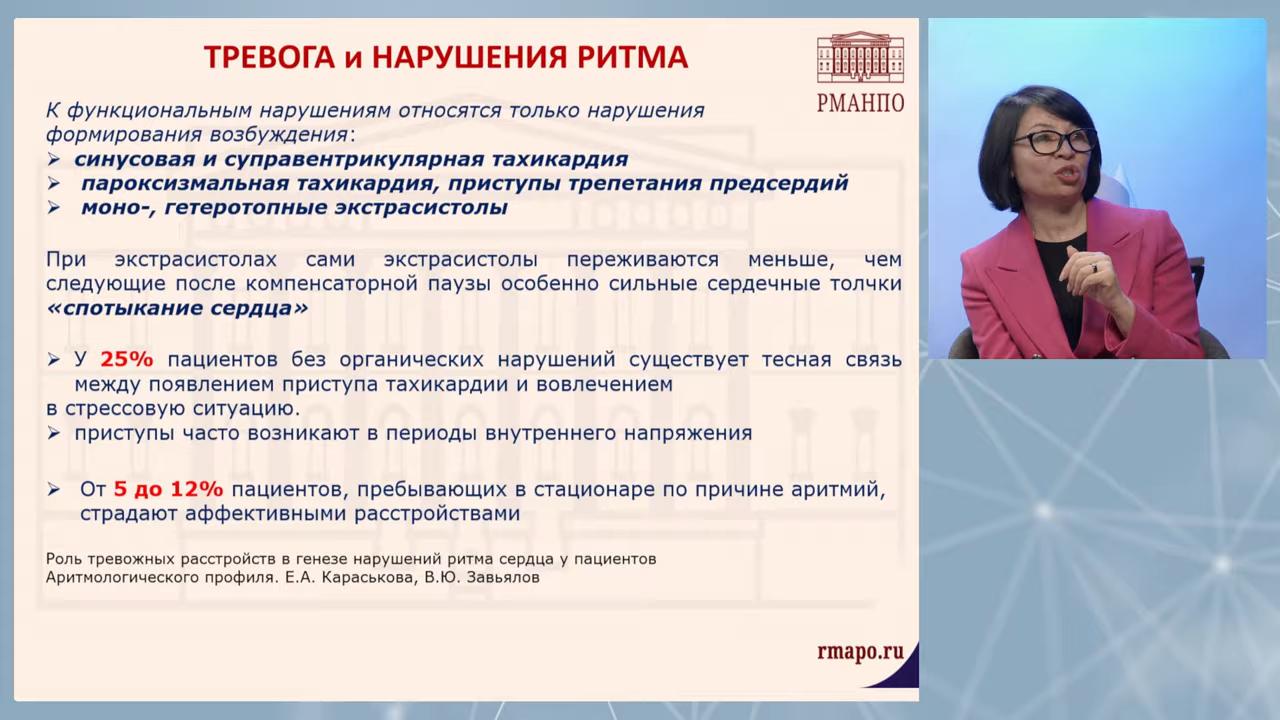 ТРЕВОГА и НАРУШЕНИЯ РИТМА
РМАНПО
К функциональным нарушениям относятся только нарушения
формирования возбуждения:
➢ синусовая и суправентрикулярная тахикардия
➢ пароксизмальная тахикардия, приступы трепетания предсердий
➢ моно-, гетеротопные экстрасистолы
При экстрасистолах сами экстрасистолы переживаются меньше, чем
следующие после компенсаторной паузы особенно сильные сердечные толчки
«спотыкание сердца»
➢ У 25% пациентов без органических нарушений существует тесная связь
между появлением приступа тахикардии и вовлечением
в стрессовую ситуацию.
➢ приступы часто возникают в периоды внутреннего напряжения
➢ От 5 до 12% пациентов, пребывающих в стационаре по причине аритмий,
страдают аффективными расстройствами
Роль тревожных расстройств в генезе нарушений ритма сердца у пациентов
Аритмологического профиля. Е.А. Караськова, В.Ю. Завьялов
rmapo.ru